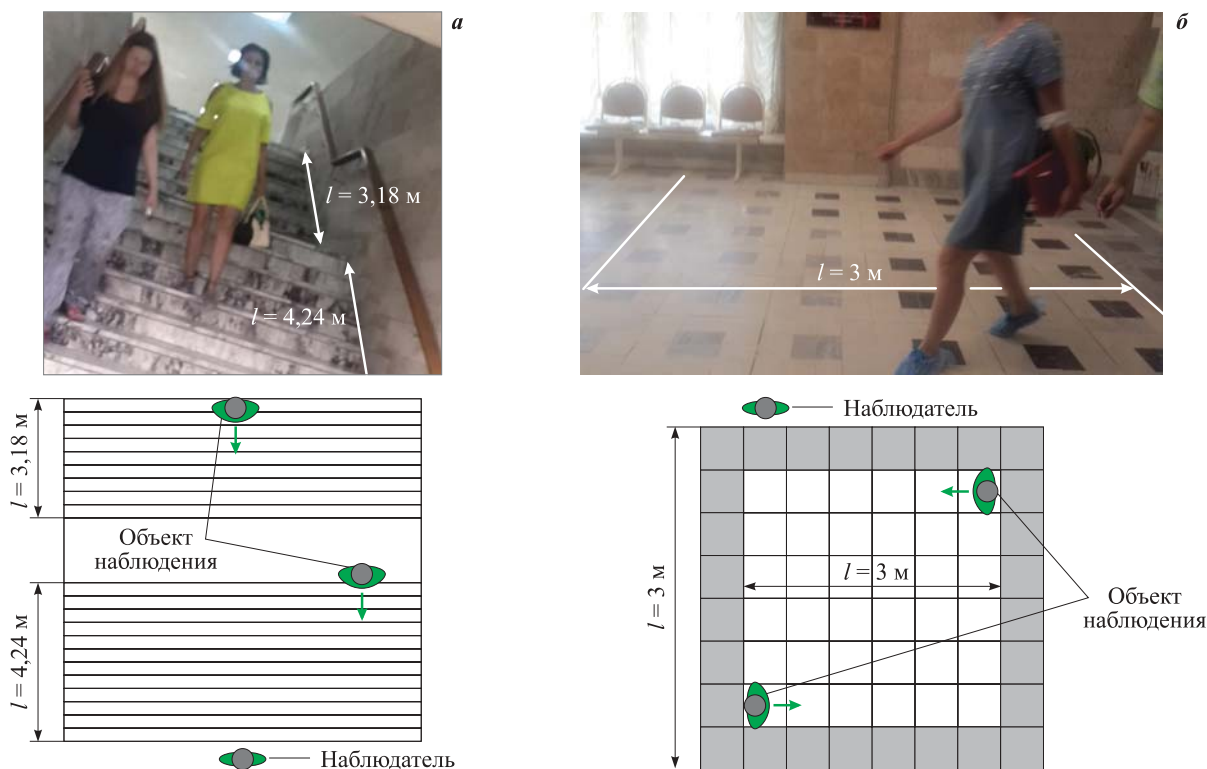 а
l = 3,18 м
l = 4,24 м
б
l = 3 м
l = 3,18 м
Объект
наблюдения
l = 4,24 м
Наблюдатель
Наблюдатель
l = 3 м
l = 3 м
Объект
наблюдения